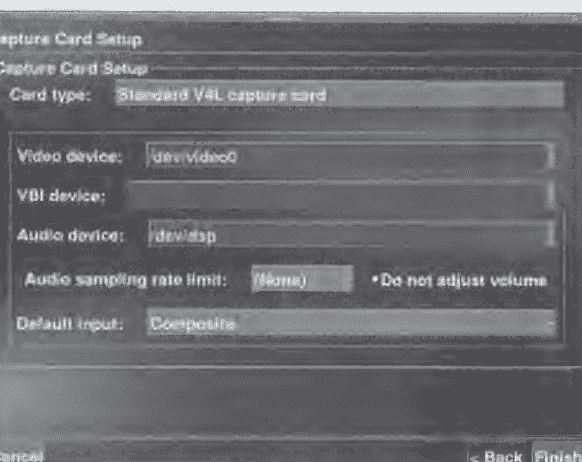 apture Card Setup
Capture Card Setup
Card type: Standard V4L capture card
Video device: /dev/video0
VBI device:
Audio device: /dev/dsp
Audio sampling rate limit: (None) •Do not adjust volume
Default input: Composite
ancel < Back Finish